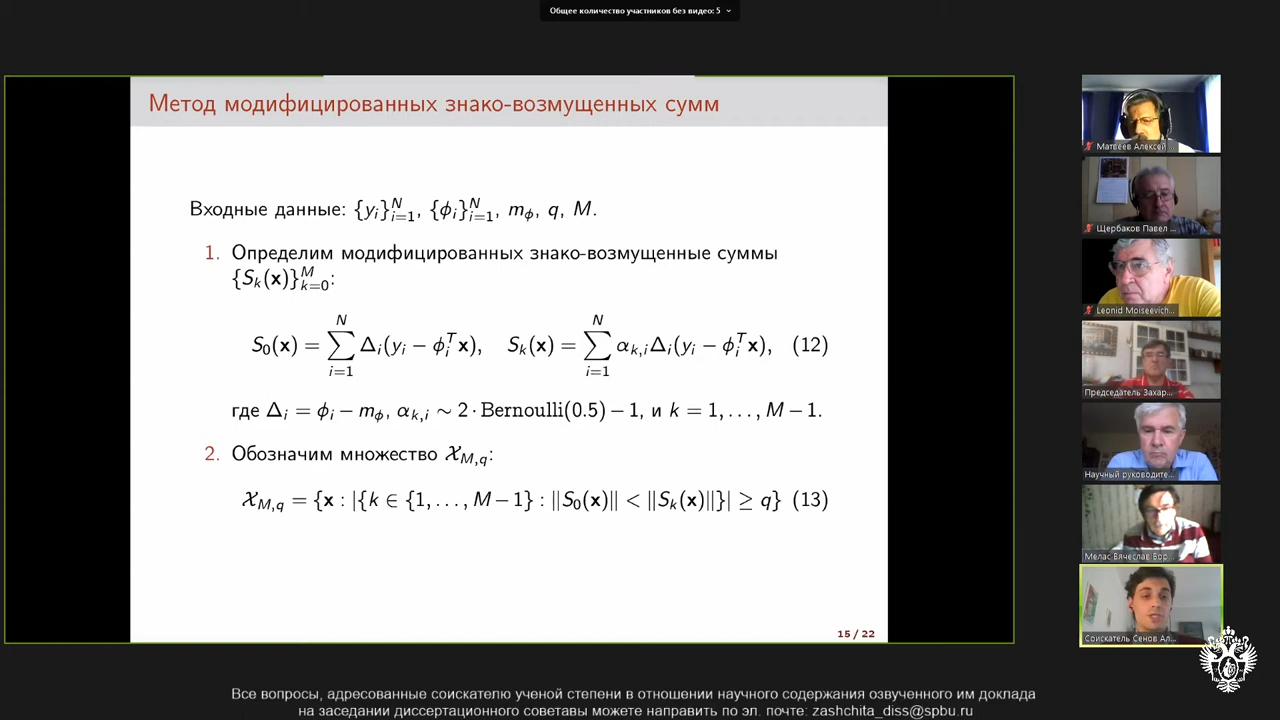 Общее количество участников без видео: 5
Метод модифицированных знако-возмущенных сумм
Входные данные: {y_i}_{i=1}^N, {ϕ_i}_{i=1}^N, m_ϕ, q, M.
1. Определим модифицированных знако-возмущенные суммы
{S_k(x)}_{k=0}^M:
S_0(x) = ∑_{i=1}^N Δ_i(y_i − ϕ_i^T x), S_k(x) = ∑_{i=1}^N α_{k,i}Δ_i(y_i − ϕ_i^T x), (12)
где Δ_i = ϕ_i − m_ϕ, α_{k,i} ∼ 2 · Bernoulli(0.5) − 1, и k = 1, . . . , M − 1.
2. Обозначим множество 𝒳_{M,q}:
𝒳_{M,q} = {x : |{k ∈ {1, . . . , M − 1} : ||S_0(x)|| < ||S_k(x)||}| ≥ q} (13)
15 / 22
Матвеев Алексей ...
Щербаков Павел ...
Leonid Moiseevich...
Председатель Захар...
Научный руководите...
Мелас Вячеслав Бор...
Соискатель Сенов Ал...
Все вопросы, адресованные соискателю ученой степени в отношении научного содержания озвученного им доклада
на заседании диссертационного советавы можете направить по эл. почте: zashchita_diss@spbu.ru